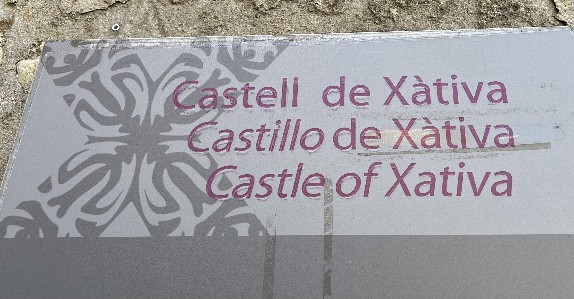 Castell de Xàtiva
Castillo de Xàtiva
Castle of Xativa